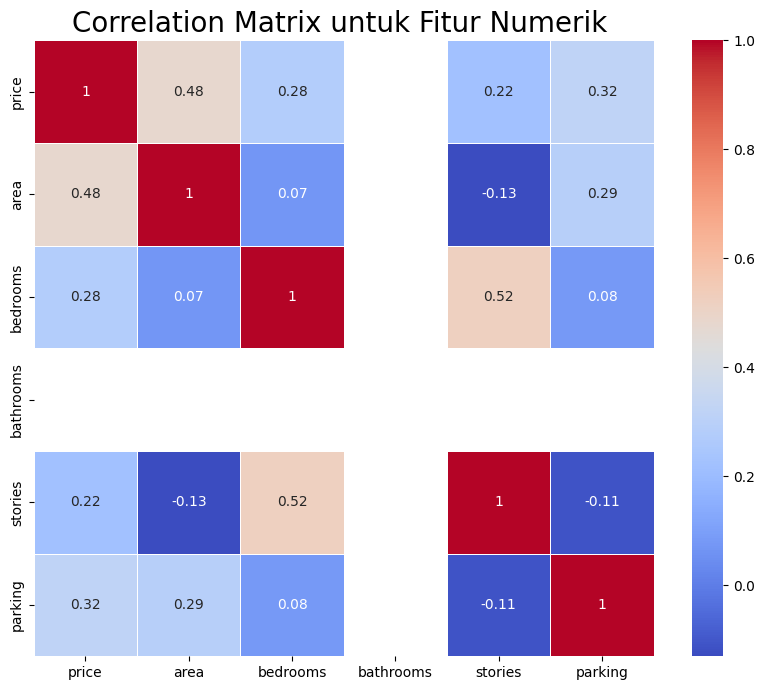 Correlation Matrix untuk Fitur Numerik
price 1 0.48 0.28 0.22 0.32
area 0.48 1 0.07 -0.13 0.29
bedrooms 0.28 0.07 1 0.52 0.08
bathrooms
stories 0.22 -0.13 0.52 1 -0.11
parking 0.32 0.29 0.08 -0.11 1
price area bedrooms bathrooms stories parking
1.0
0.8
0.6
0.4
0.2
0.0